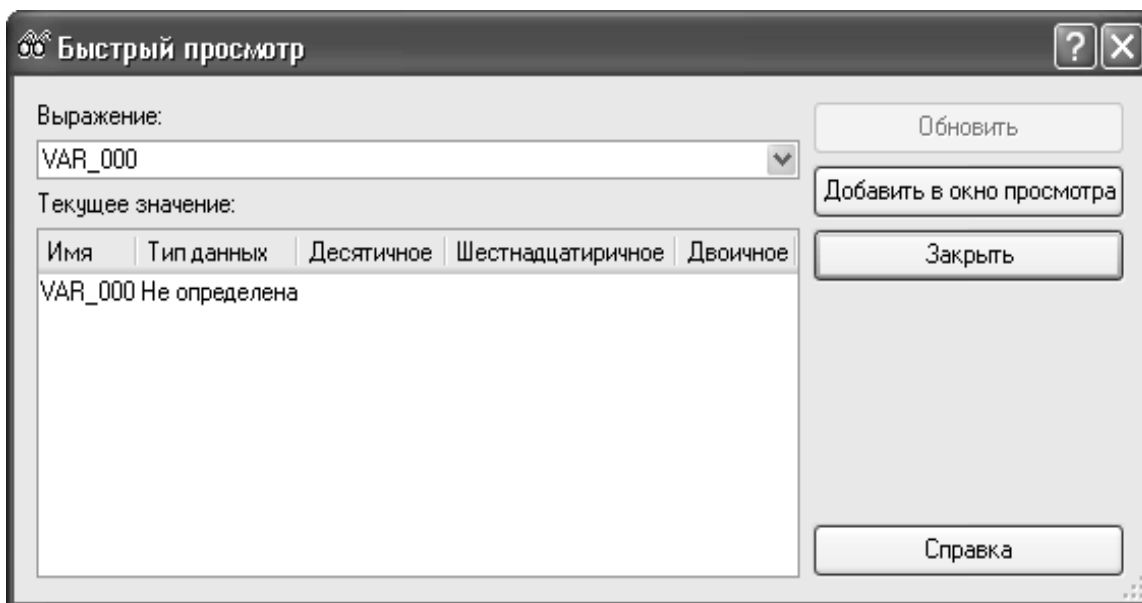 Быстрый просмотр
Выражение:
VAR_000
Текущее значение:
Имя Тип данных Десятичное Шестнадцатиричное Двоичное
VAR_000 Не определена
Обновить
Добавить в окно просмотра
Закрыть
Справка